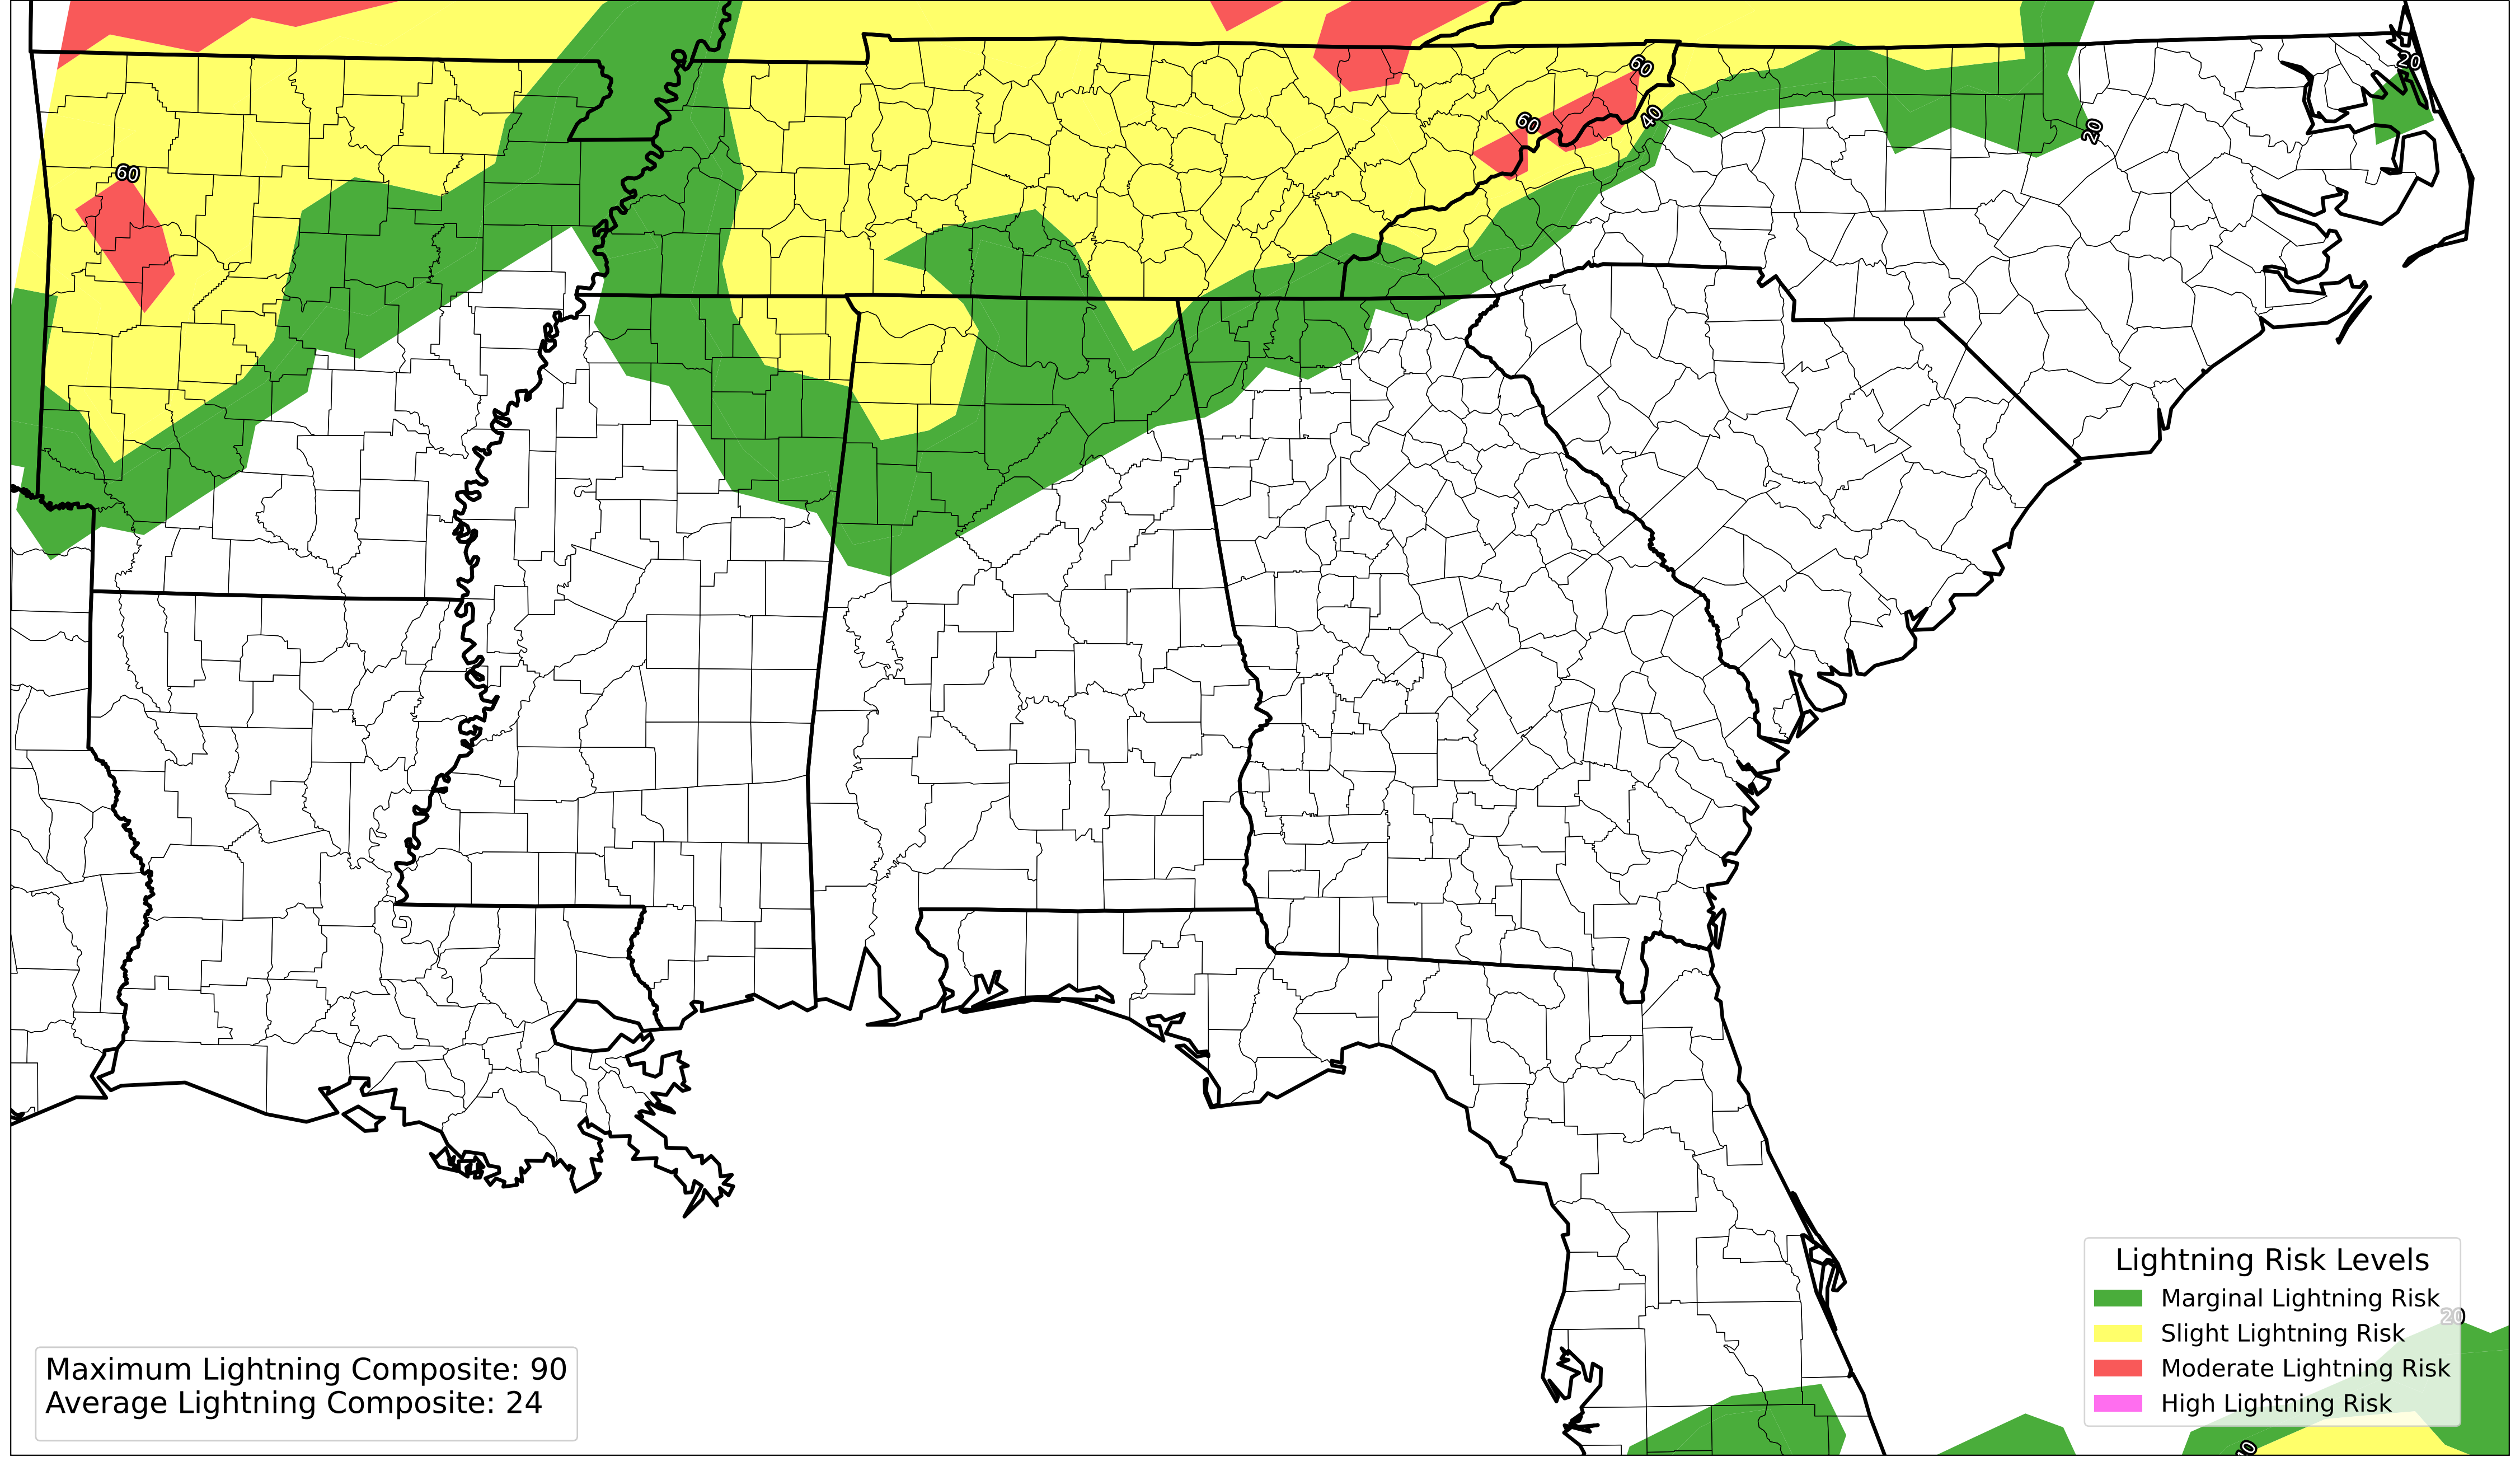 20
60
60
40
20
60
Lightning Risk Levels
Marginal Lightning Risk
20
Slight Lightning Risk
Moderate Lightning Risk
High Lightning Risk
Maximum Lightning Composite: 90
Average Lightning Composite: 24